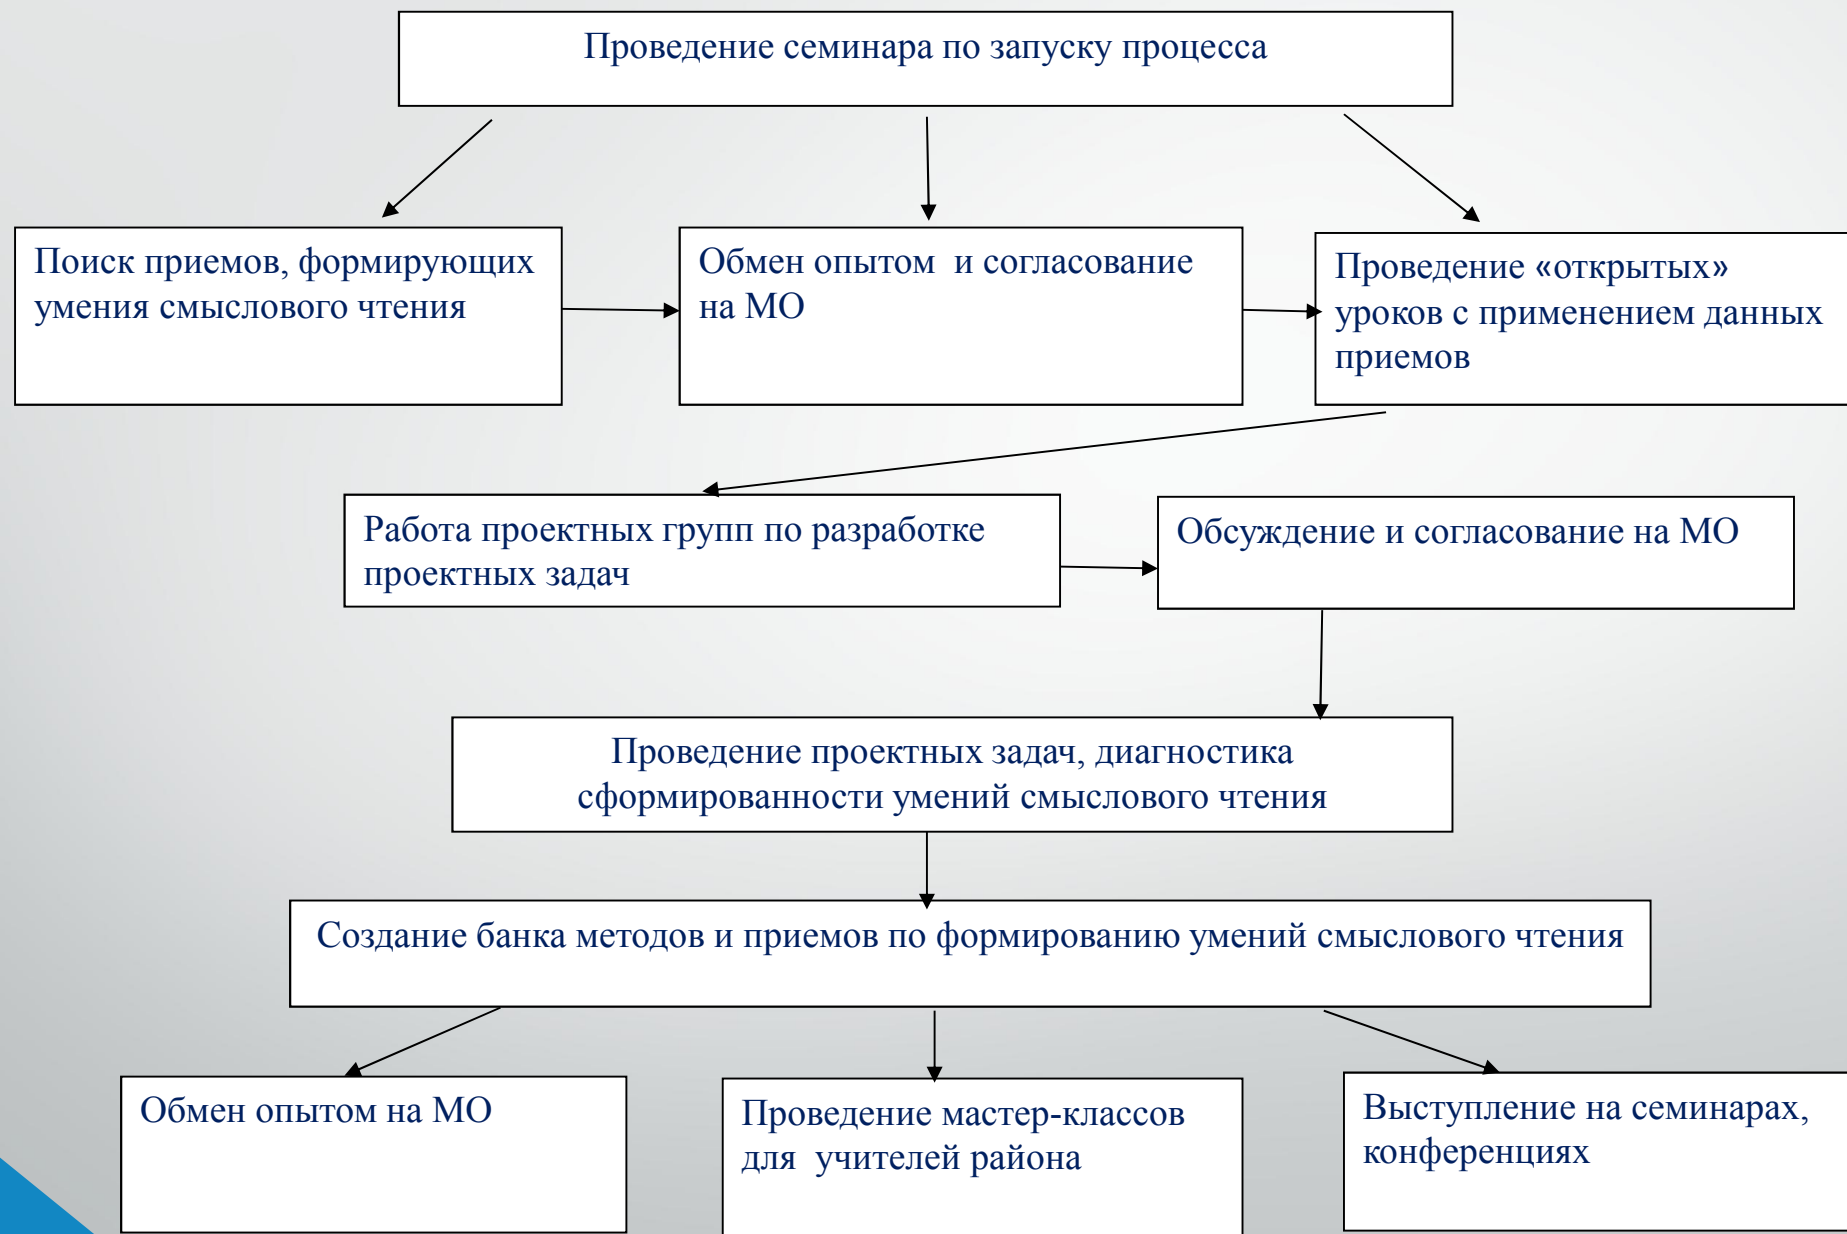 Проведение семинара по запуску процесса
Поиск приемов, формирующих
умения смыслового чтения
Обмен опытом  и согласование
на МО
Проведение «открытых»
уроков с применением данных
приемов
Работа проектных групп по разработке
проектных задач
Обсуждение и согласование на МО
Проведение проектных задач, диагностика
сформированности умений смыслового чтения
Создание банка методов и приемов по формированию умений смыслового чтения
Обмен опытом на МО
Проведение мастер-классов
для  учителей района
Выступление на семинарах,
конференциях